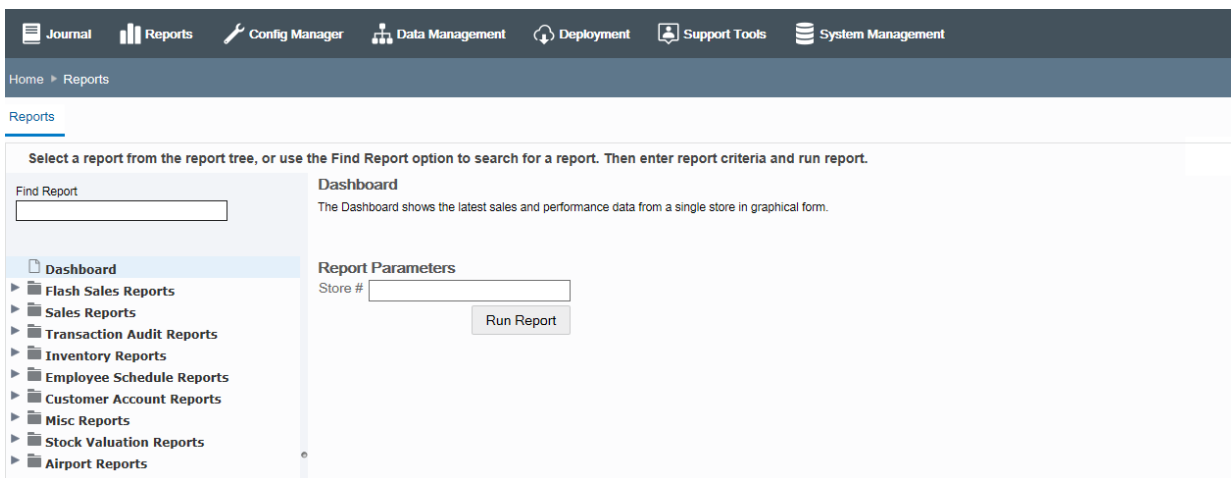 Journal Reports Config Manager Data Management Deployment Support Tools System Management
Home Reports
Reports
Select a report from the report tree, or use the Find Report option to search for a report. Then enter report criteria and run report.
Find Report
Dashboard
Flash Sales Reports
Sales Reports
Transaction Audit Reports
Inventory Reports
Employee Schedule Reports
Customer Account Reports
Misc Reports
Stock Valuation Reports
Airport Reports
Dashboard
The Dashboard shows the latest sales and performance data from a single store in graphical form.
Report Parameters
Store #
Run Report